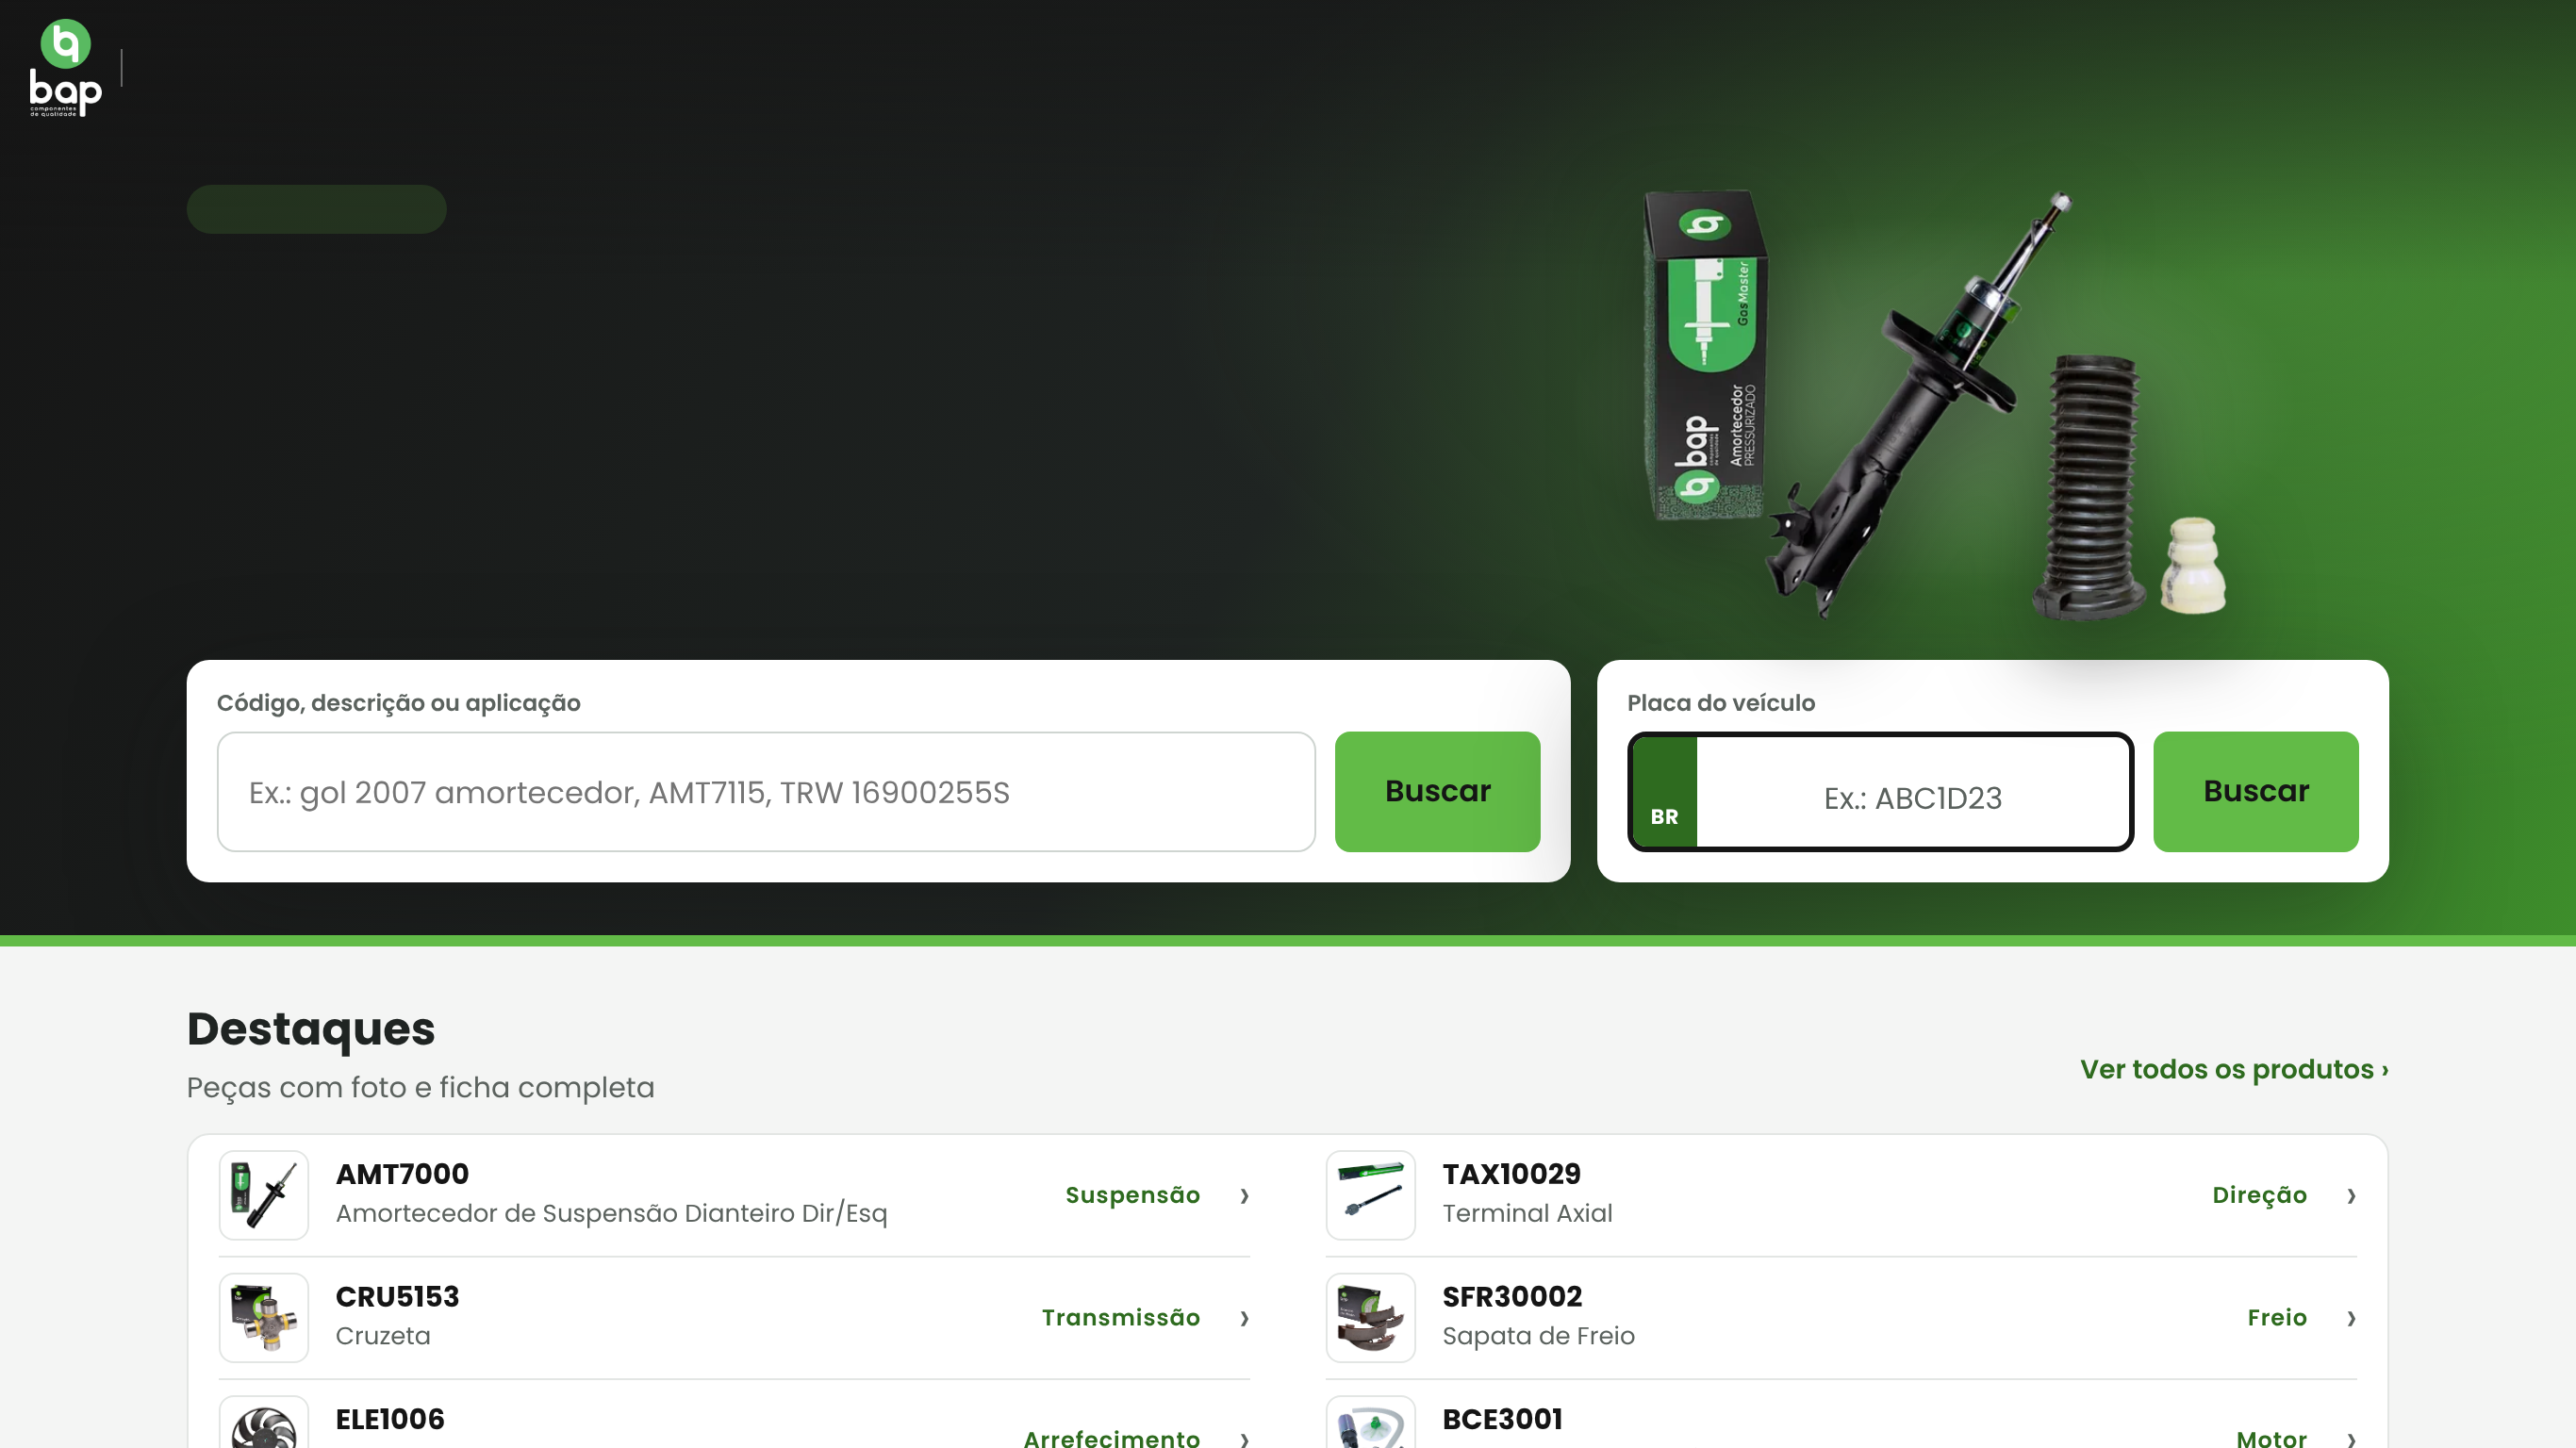 bap
componentes
de qualidade
GasMaster
bap
Amortecedor
PRESSURIZADO
Código, descrição ou aplicação
Ex.: gol 2007 amortecedor, AMT7115, TRW 16900255S
Buscar
Placa do veículo
BR
Ex.: ABC1D23
Buscar
Destaques
Peças com foto e ficha completa
Ver todos os produtos ›
AMT7000
Amortecedor de Suspensão Dianteiro Dir/Esq
Suspensão ›
TAX10029
Terminal Axial
Direção ›
CRU5153
Cruzeta
Transmissão ›
SFR30002
Sapata de Freio
Freio ›
ELE1006
Arrefecimento ›
BCE3001
Motor ›